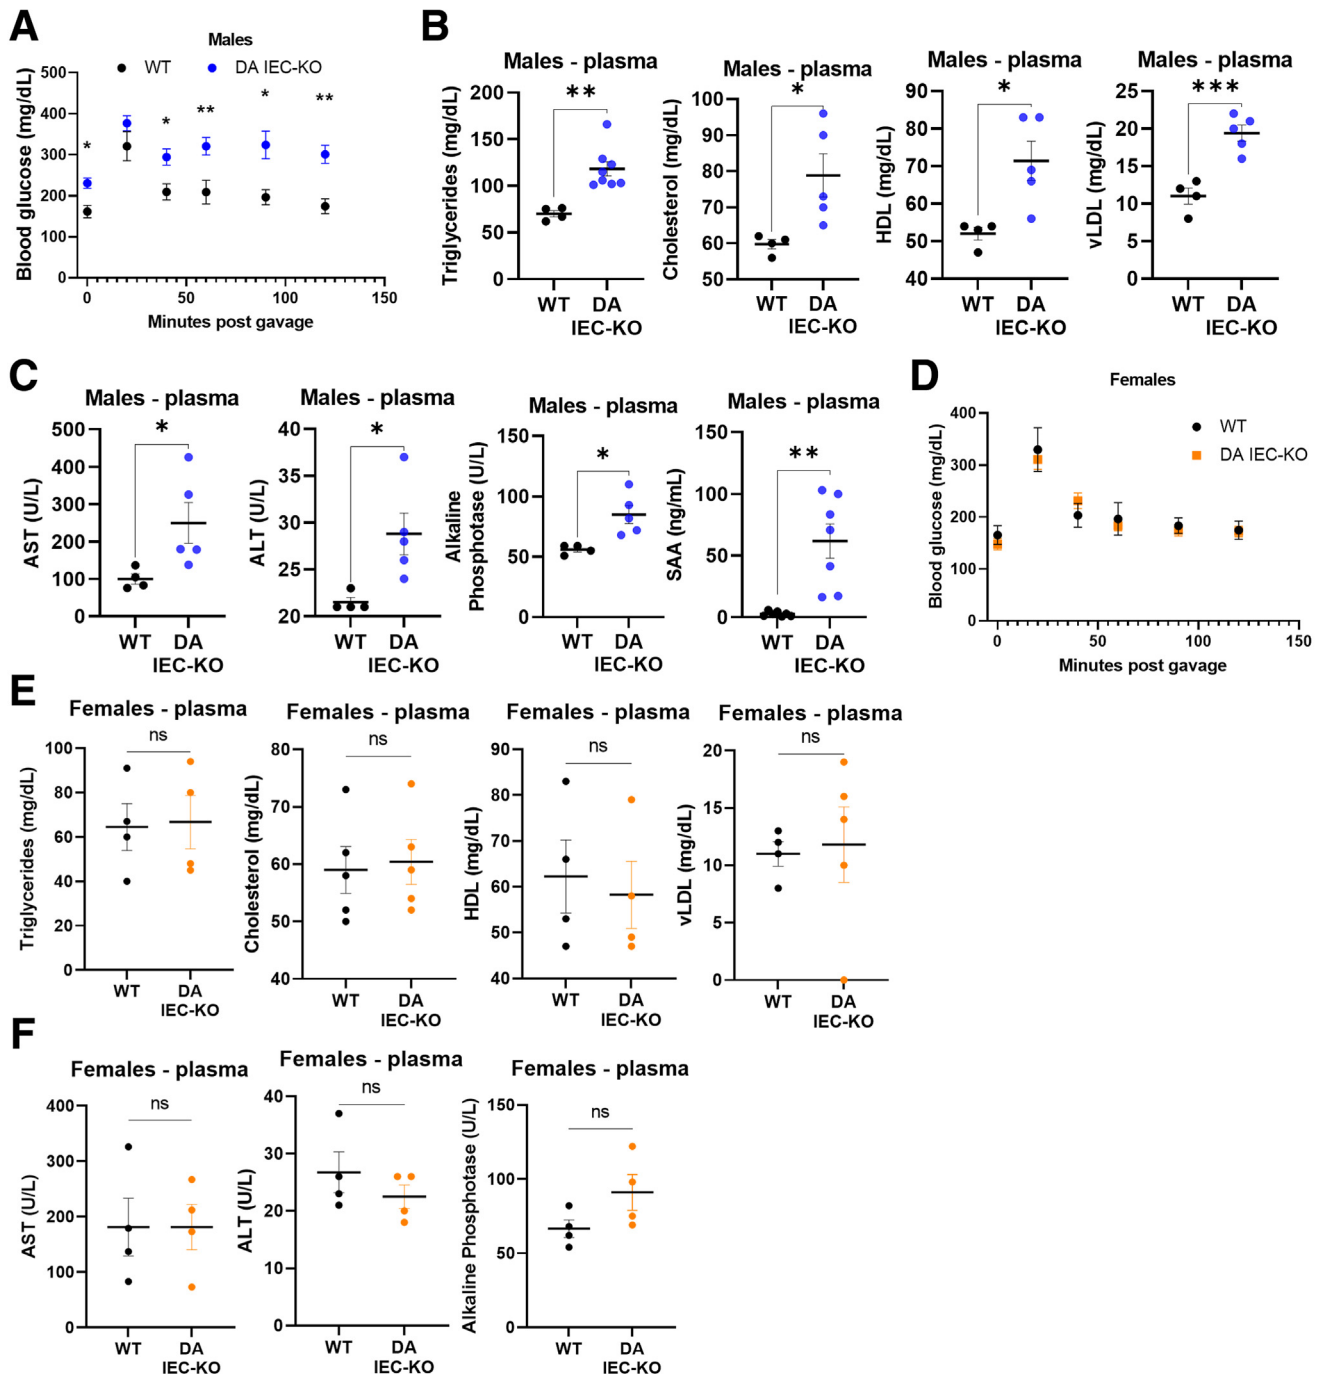 A
Males
WT
DA IEC-KO
Blood glucose (mg/dL)
500
400
300
200
100
0
*
*
**
*
**
0
50
100
150
Minutes post gavage
B
Males - plasma
**
Triglycerides (mg/dL)
200
150
100
50
0
WT
DA
IEC-KO
Males - plasma
*
Cholesterol (mg/dL)
100
90
80
70
60
50
WT
DA
IEC-KO
Males - plasma
*
HDL (mg/dL)
90
80
70
60
50
40
WT
DA
IEC-KO
Males - plasma
***
vLDL (mg/dL)
25
20
15
10
5
0
WT
DA
IEC-KO
C
Males - plasma
*
AST (U/L)
500
400
300
200
100
0
WT
DA
IEC-KO
Males - plasma
*
ALT (U/L)
40
35
30
25
20
WT
DA
IEC-KO
Males - plasma
*
Alkaline
Phosphotase (U/L)
150
100
50
0
WT
DA
IEC-KO
Males - plasma
**
SAA (ng/mL)
150
100
50
0
WT
DA
IEC-KO
D
Females
WT
DA IEC-KO
Blood glucose (mg/dL)
400
300
200
100
0
0
50
100
150
Minutes post gavage
E
Females - plasma
ns
Triglycerides (mg/dL)
100
80
60
40
20
0
WT
DA
IEC-KO
Females - plasma
ns
Cholesterol (mg/dL)
80
70
60
50
40
WT
DA
IEC-KO
Females - plasma
ns
HDL (mg/dL)
90
80
70
60
50
40
WT
DA
IEC-KO
Females - plasma
ns
vLDL (mg/dL)
20
15
10
5
0
WT
DA
IEC-KO
F
Females - plasma
ns
AST (U/L)
400
300
200
100
0
WT
DA
IEC-KO
Females - plasma
ns
ALT (U/L)
40
30
20
10
0
WT
DA
IEC-KO
Females - plasma
ns
Alkaline Phosphotase (U/L)
150
100
50
0
WT
DA
IEC-KO